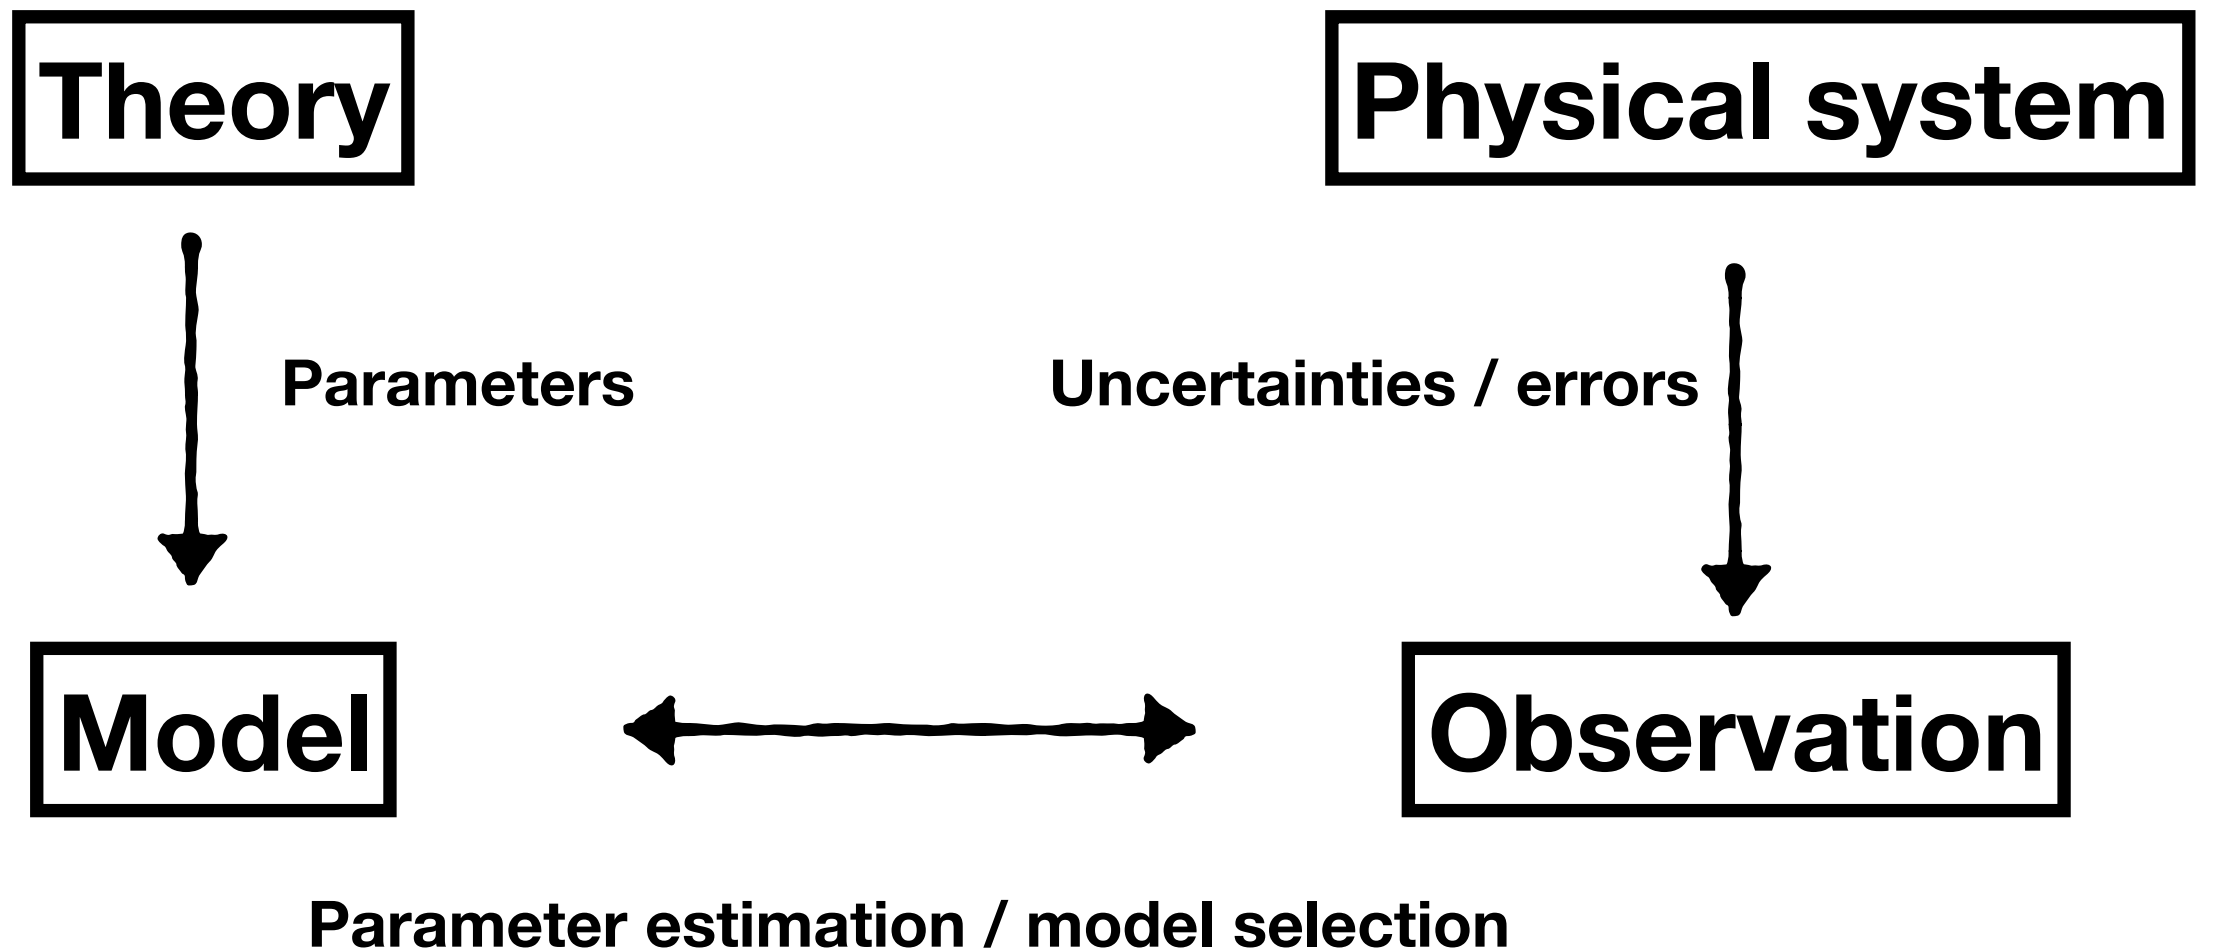 Theory
Physical system
Parameters
Uncertainties / errors
Model
Observation
Parameter estimation / model selection